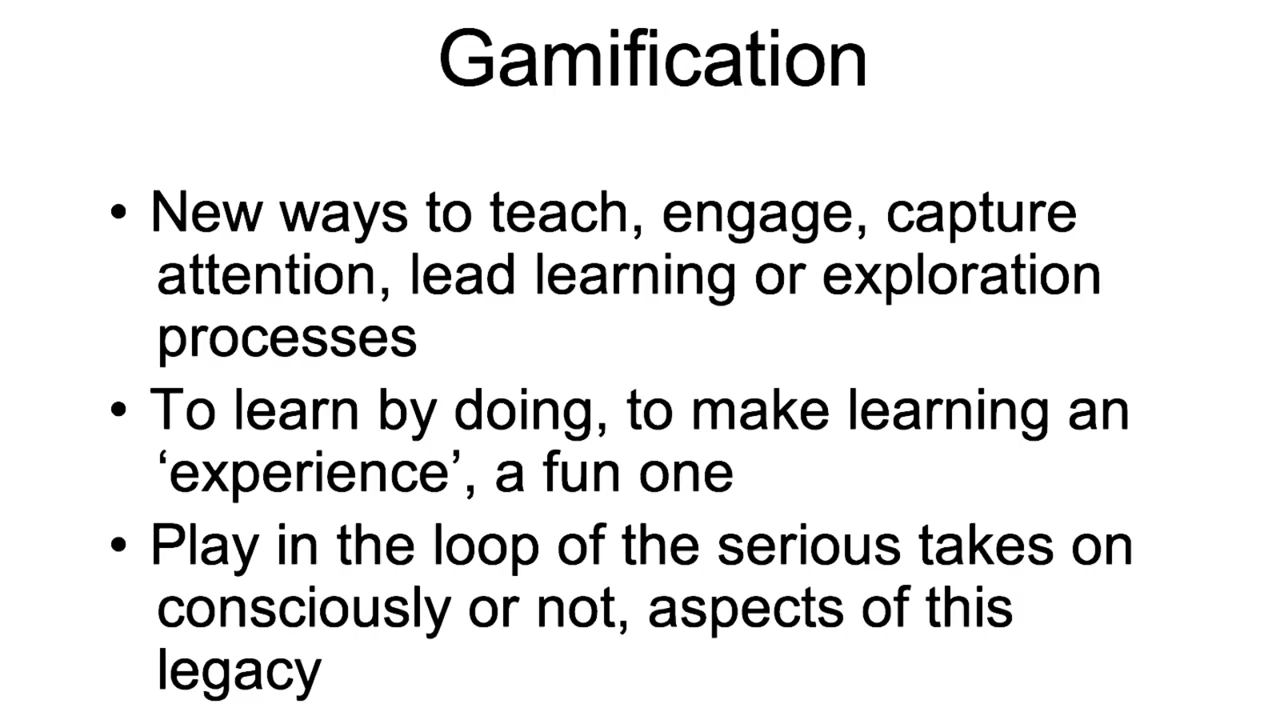 Gamification
• New ways to teach, engage, capture
attention, lead learning or exploration
processes
• To learn by doing, to make learning an
‘experience’, a fun one
• Play in the loop of the serious takes on
consciously or not, aspects of this
legacy